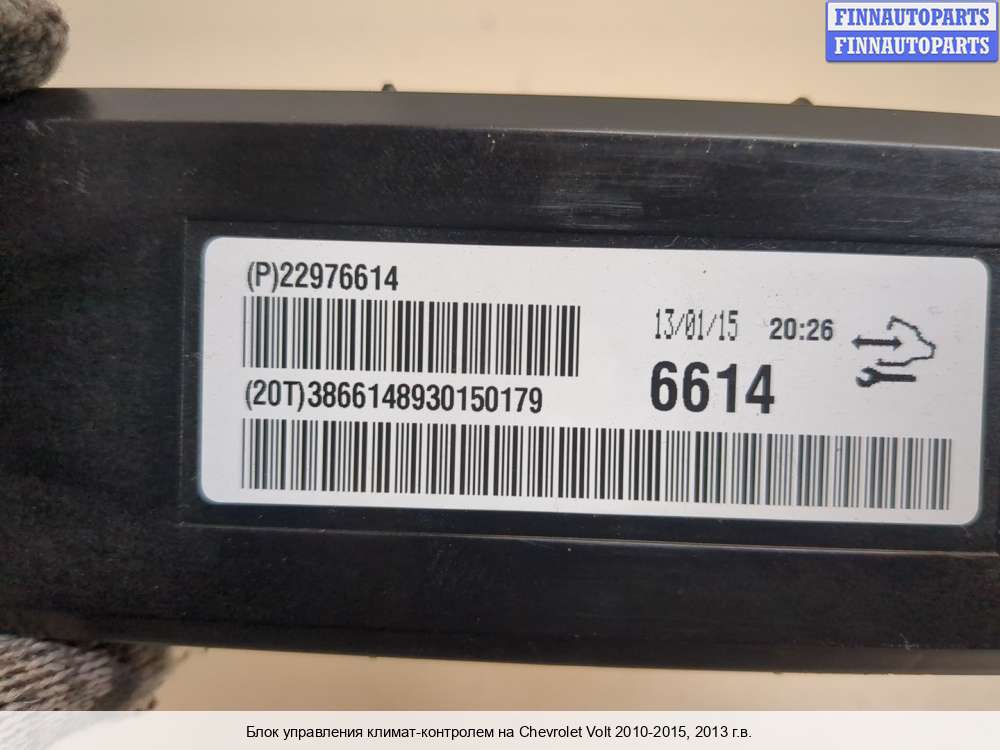 FINNAUTOPARTS
FINNAUTOPARTS
(P)22976614
13/01/15 20:26
6614
(20T)3866148930150179
Блок управления климат-контролем на Chevrolet Volt 2010-2015, 2013 г.в.